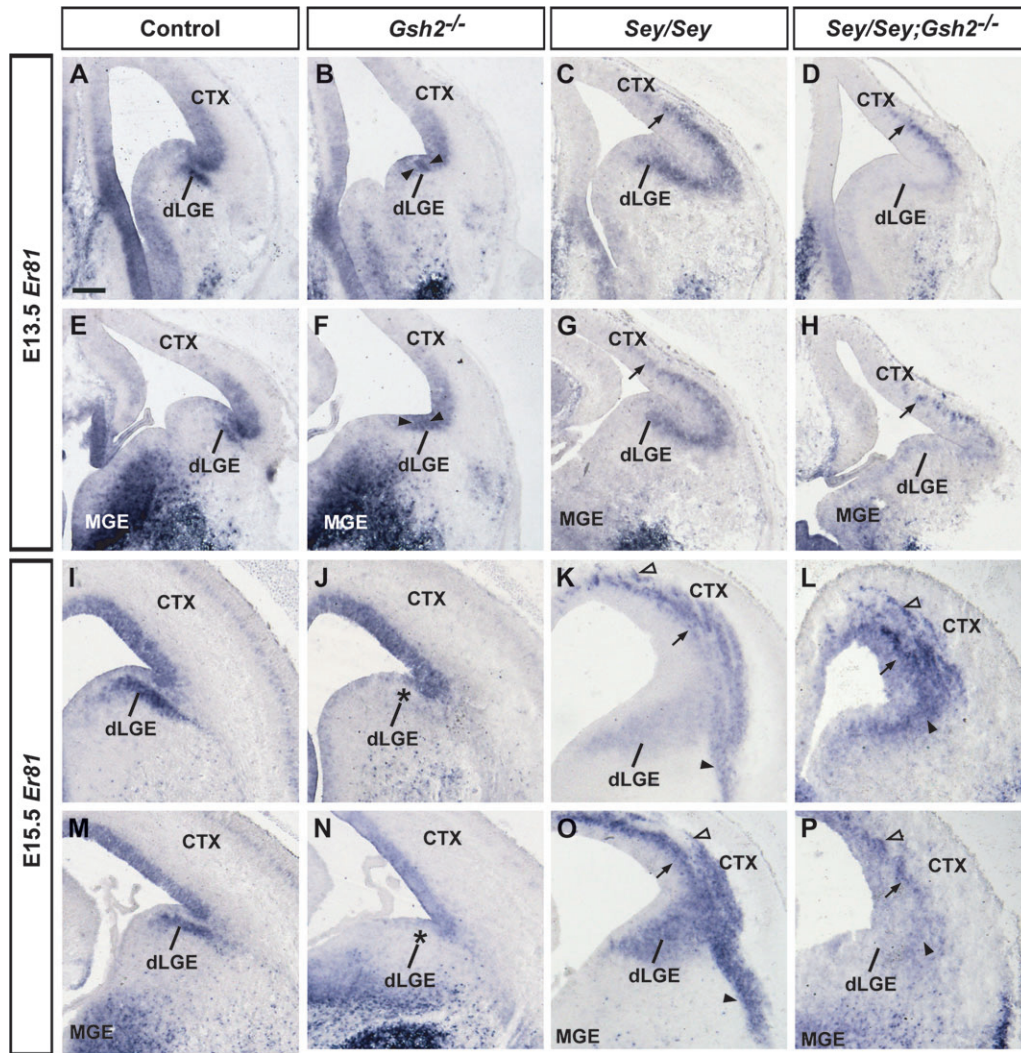 Control Gsh2-/- Sey/Sey Sey/Sey;Gsh2-/-
E13.5 Er81
A CTX dLGE
B CTX dLGE
C CTX dLGE
D CTX dLGE
E CTX dLGE MGE
F CTX dLGE MGE
G CTX dLGE MGE
H CTX dLGE MGE
E15.5 Er81
I CTX dLGE
J CTX * dLGE
K CTX dLGE
L CTX dLGE
M CTX dLGE MGE
N CTX * dLGE
O CTX dLGE MGE
P CTX dLGE MGE